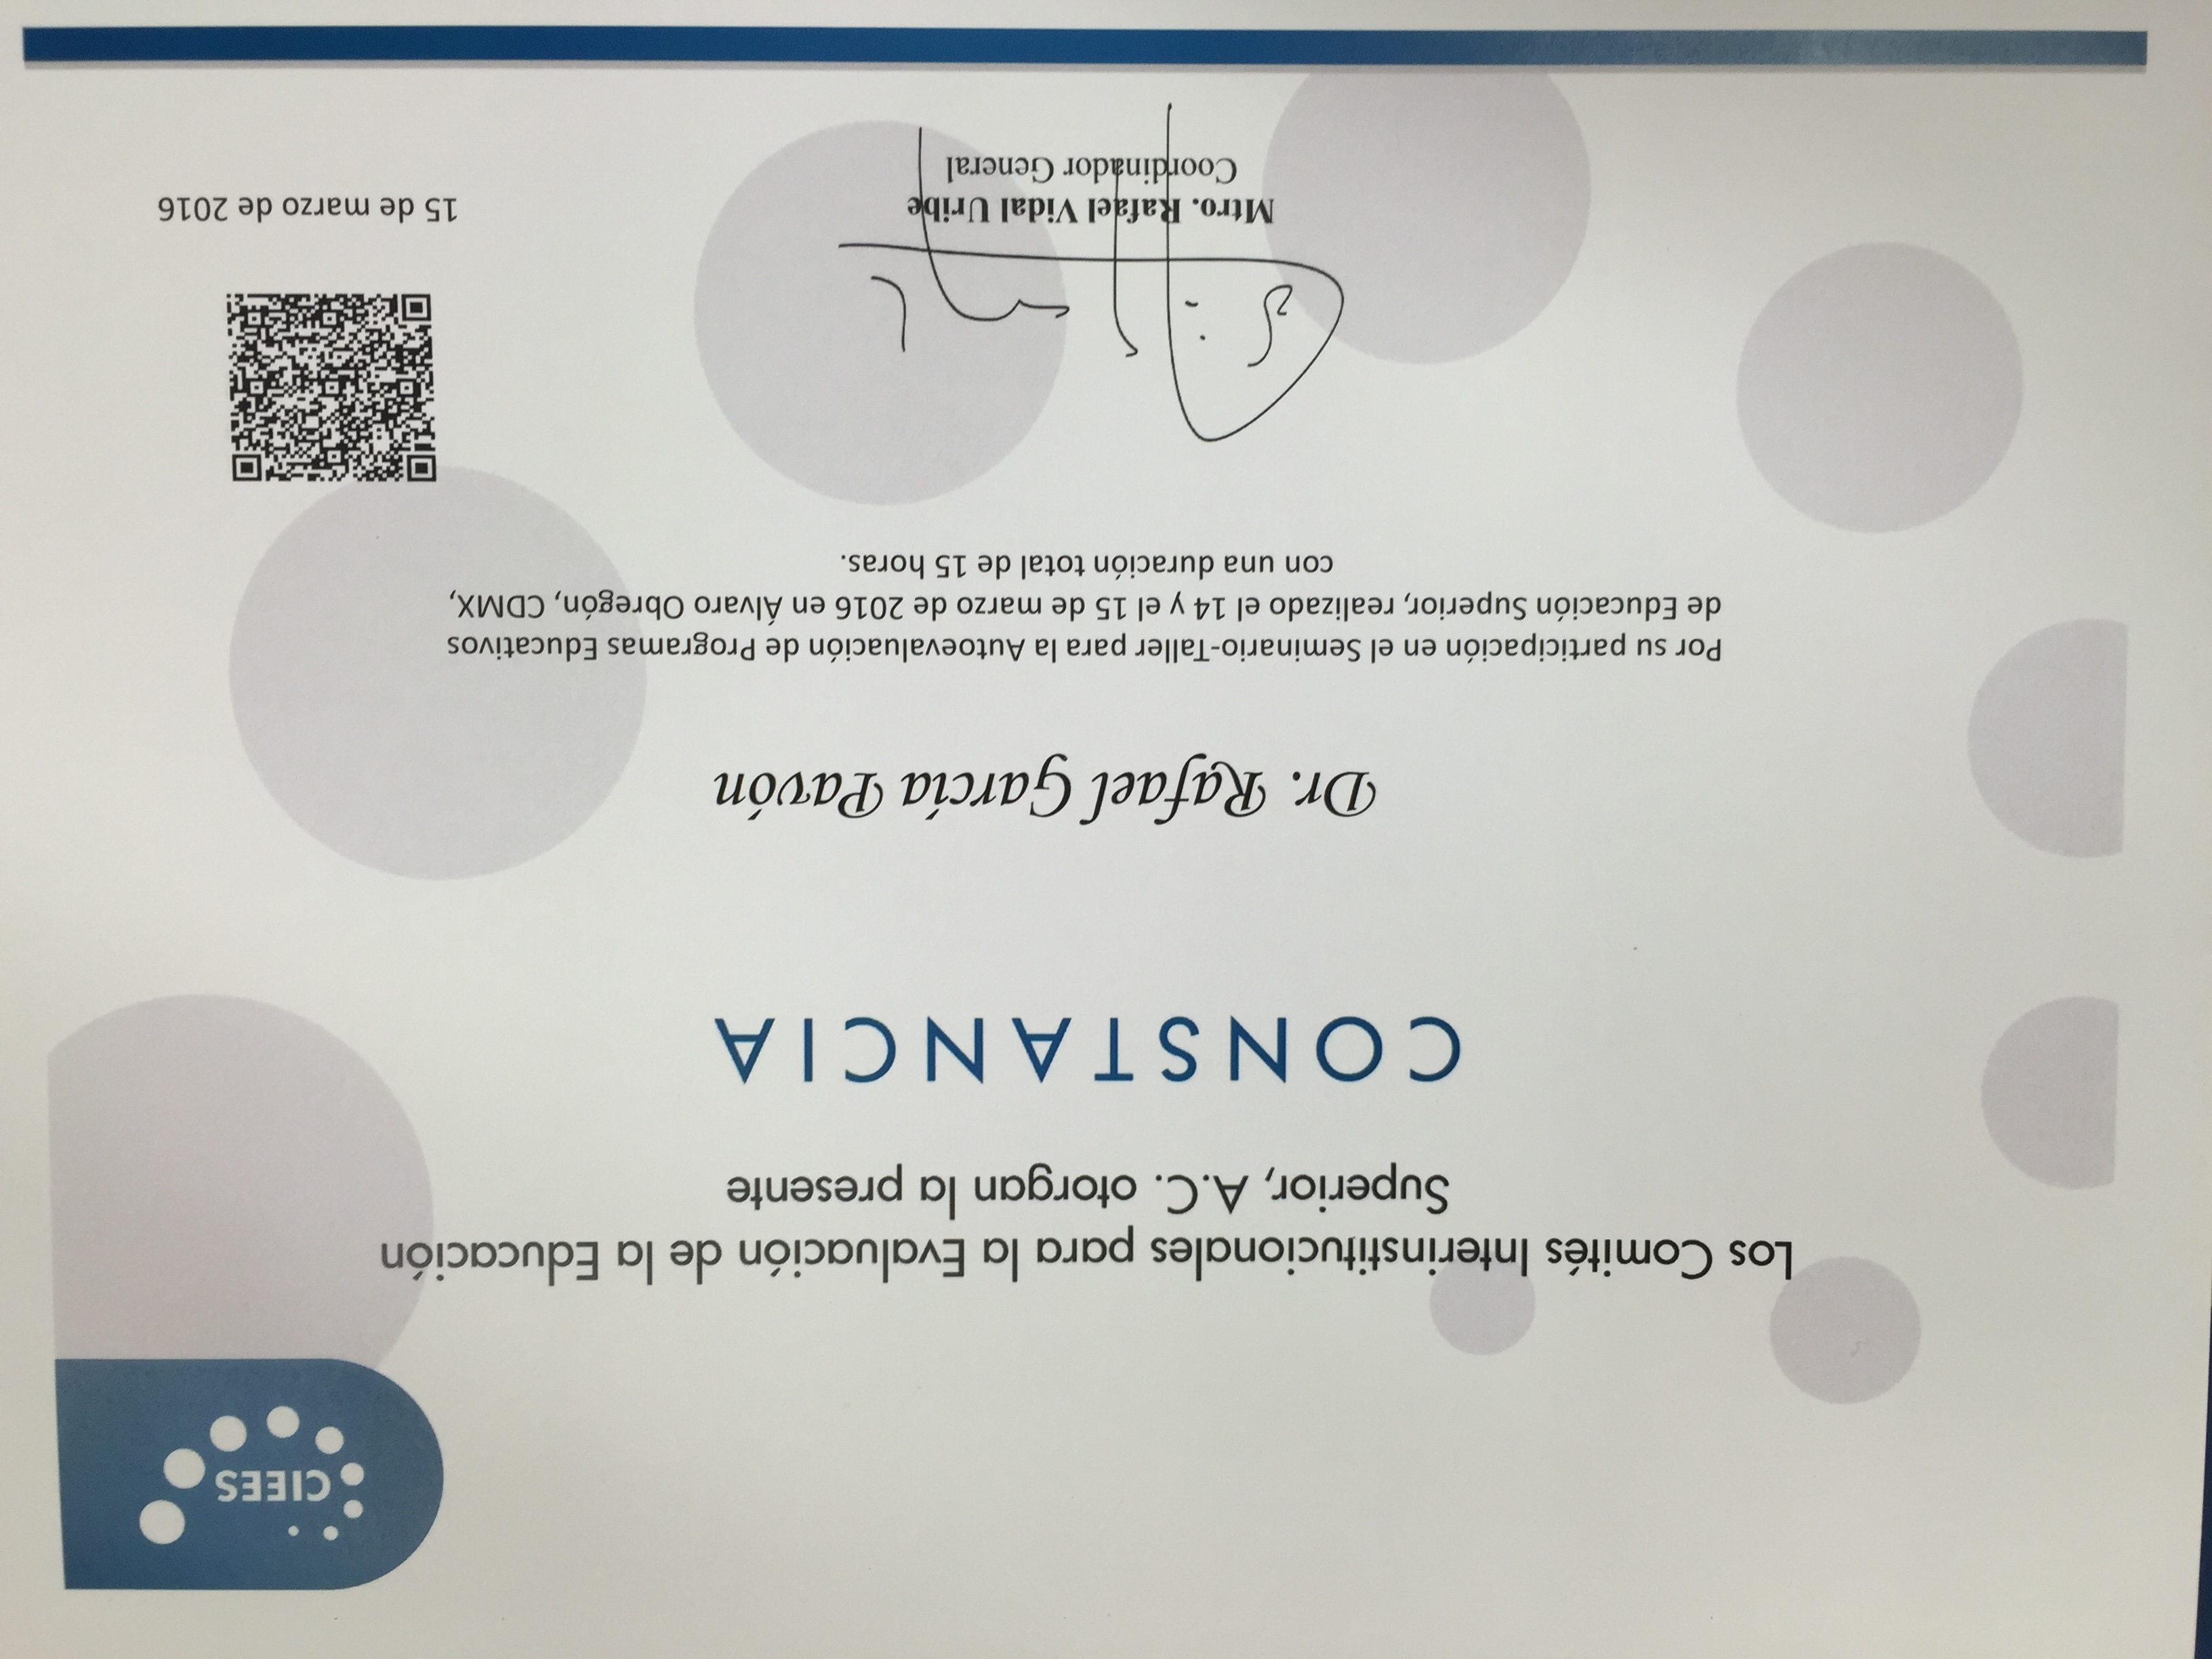 CIEES
Los Comités Interinstitucionales para la Evaluación de la Educación
Superior, A.C. otorgan la presente
CONSTANCIA
Dr. Rafael García Pavón
Por su participación en el Seminario-Taller para la Autoevaluación de Programas Educativos
de Educación Superior, realizado el 14 y el 15 de marzo de 2016 en Álvaro Obregón, CDMX,
con una duración total de 15 horas.
Mtro. Rafael Vidal Uribe
Coordinador General
15 de marzo de 2016